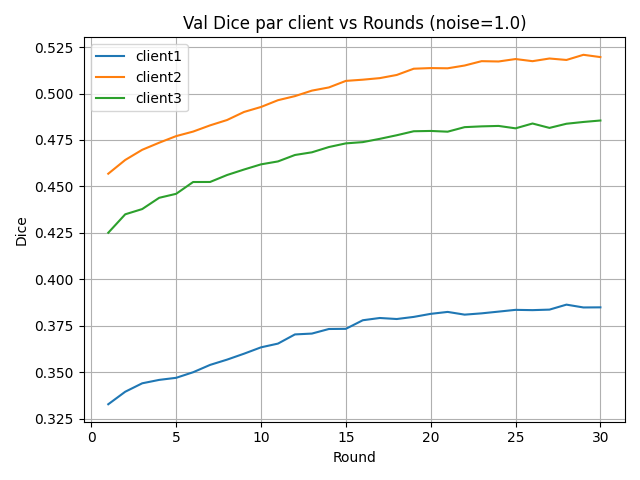 Val Dice par client vs Rounds (noise=1.0)
client1
client2
client3
0.525
0.500
0.475
0.450
0.425
0.400
0.375
0.350
0.325
Dice
0 5 10 15 20 25 30
Round